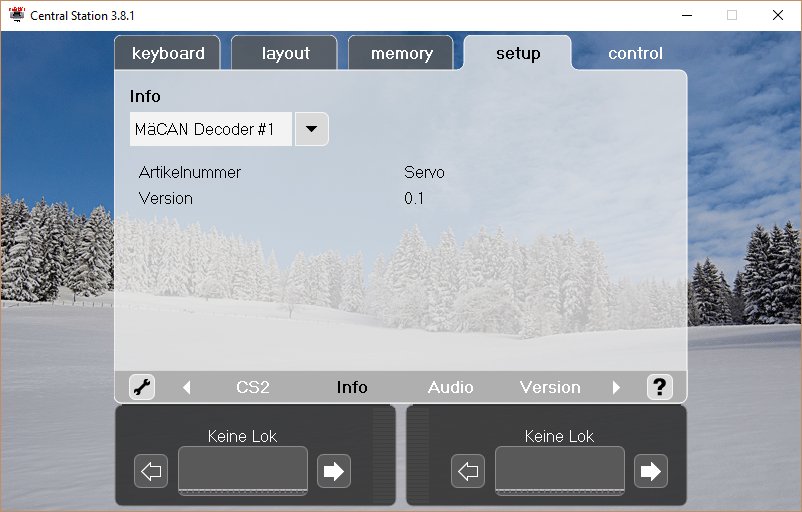 Central Station 3.8.1
keyboard layout memory setup control
Info
MäCAN Decoder #1
Artikelnummer Servo
Version 0.1
CS2 Info Audio Version ?
Keine Lok Keine Lok